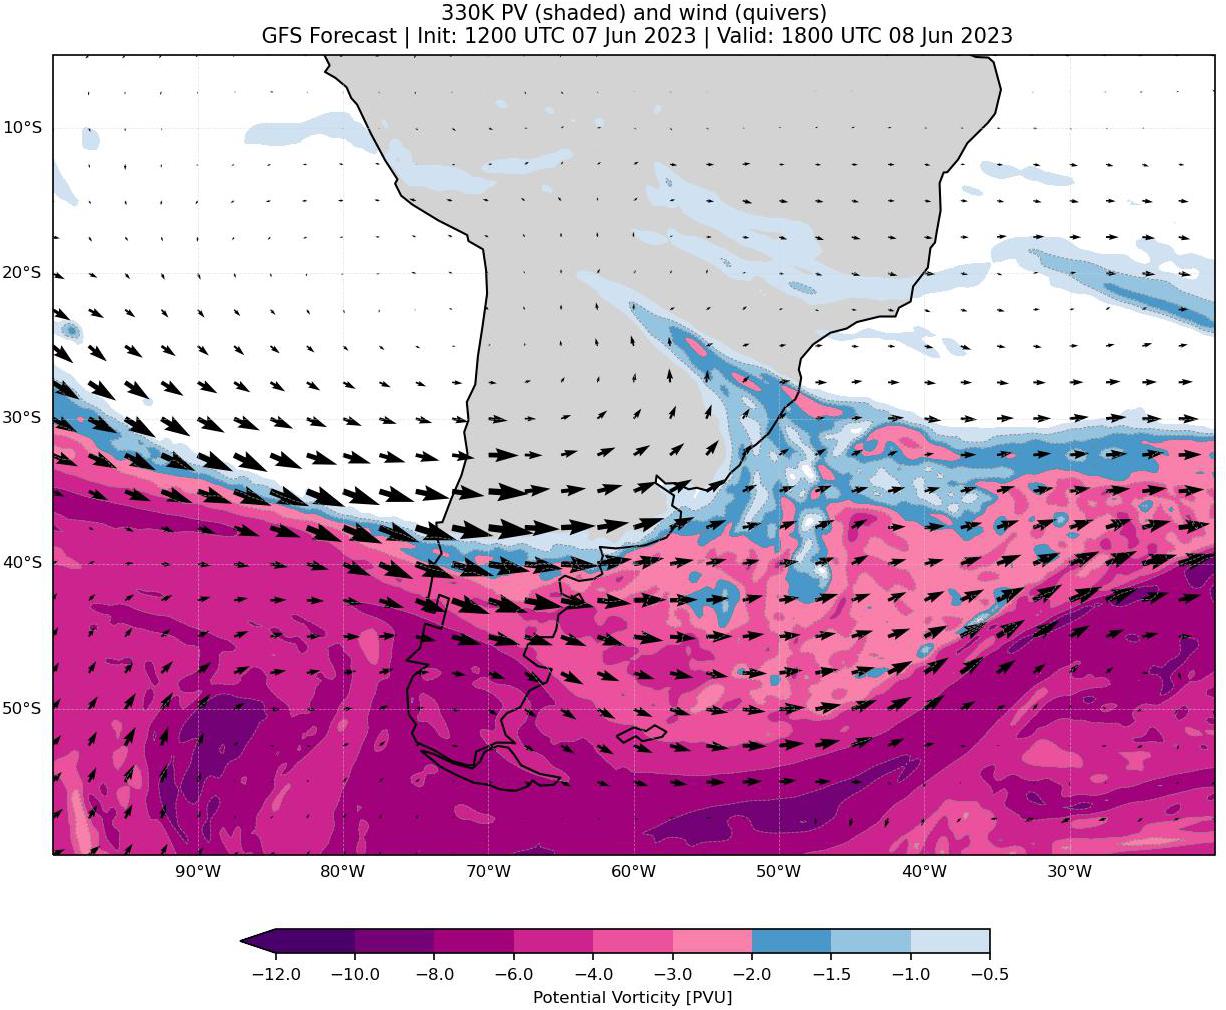 330K PV (shaded) and wind (quivers)
GFS Forecast | Init: 1200 UTC 07 Jun 2023 | Valid: 1800 UTC 08 Jun 2023
10°S
20°S
30°S
40°S
50°S
90°W 80°W 70°W 60°W 50°W 40°W 30°W
−12.0 −10.0 −8.0 −6.0 −4.0 −3.0 −2.0 −1.5 −1.0 −0.5
Potential Vorticity [PVU]